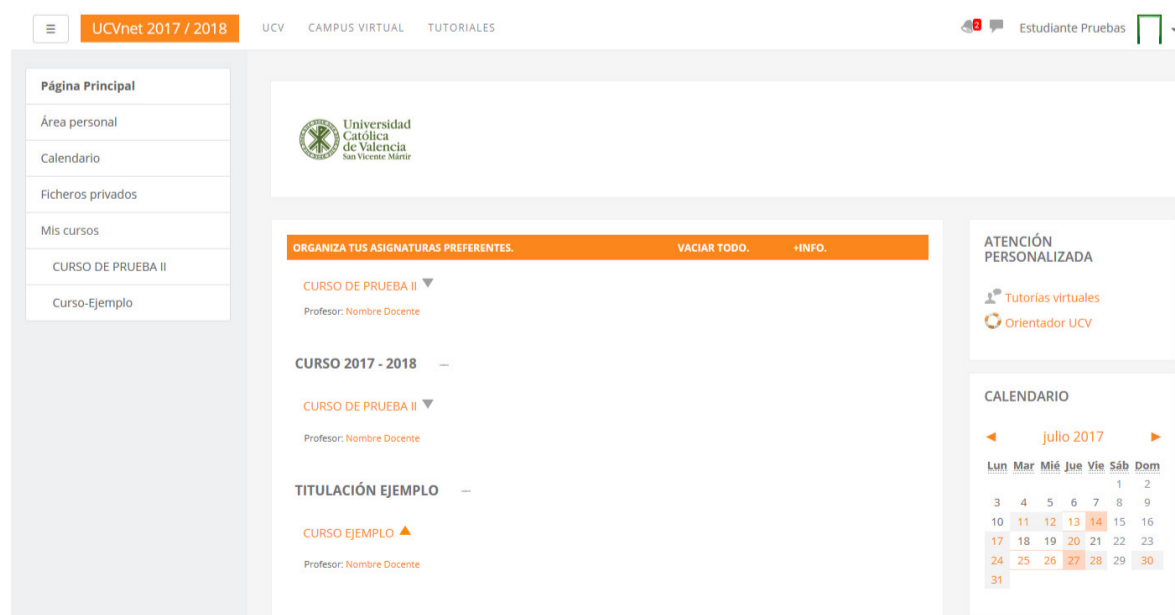 UCVnet 2017 / 2018
UCV CAMPUS VIRTUAL TUTORIALES
2
Estudiante Pruebas
Página Principal
Área personal
Calendario
Ficheros privados
Mis cursos
CURSO DE PRUEBA II
Curso-Ejemplo
Universidad
Católica
de Valencia
San Vicente Mártir
ORGANIZA TUS ASIGNATURAS PREFERENTES. VACIAR TODO. +INFO.
CURSO DE PRUEBA II
Profesor: Nombre Docente
CURSO 2017 - 2018
CURSO DE PRUEBA II
Profesor: Nombre Docente
TITULACIÓN EJEMPLO
CURSO EJEMPLO
Profesor: Nombre Docente
ATENCIÓN
PERSONALIZADA
Tutorías virtuales
Orientador UCV
CALENDARIO
julio 2017
Lun Mar Mié Jue Vie Sáb Dom
1 2
3 4 5 6 7 8 9
10 11 12 13 14 15 16
17 18 19 20 21 22 23
24 25 26 27 28 29 30
31